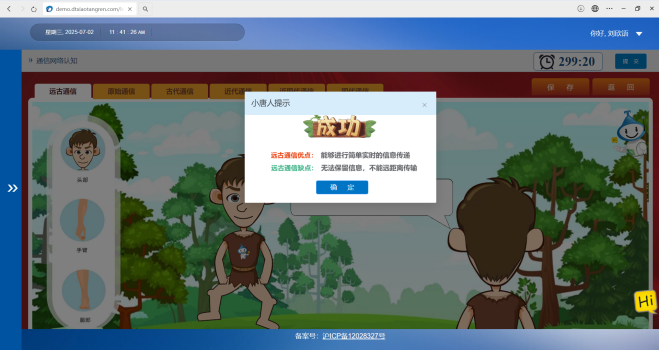 demo.dtxiaotangren.com/
星期三, 2025-07-02 11 : 41 : 26 AM
你好, 刘欣语
通信网络认知
299:20
提 交
远古通信
原始通信
古代通信
近代通信
保 存
返 回
小唐人提示
成功
远古通信优点： 能够进行简单实时的信息传递
远古通信缺点： 无法保留信息，不能远距离传输
确 定
头部
手臂
腿部
Hi
备案号：沪ICP备12028327号